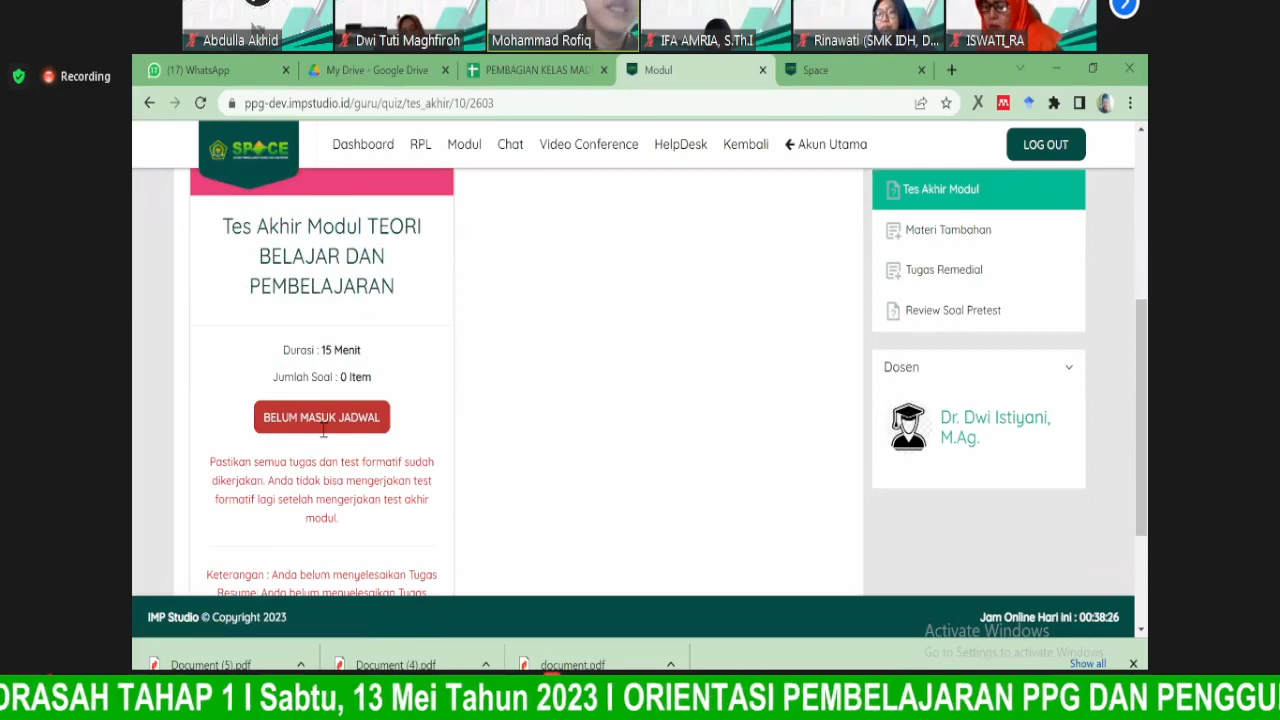 Abdulla Akhid
Dwi Tuti Maghfiroh
Mohammad Rofiq
IFA AMRIA, S.Th.I
Rinawati (SMK IDH, D...
ISWATI_RA
Recording
(17) WhatsApp
My Drive - Google Drive
PEMBAGIAN KELAS MAD
Modul
Space
ppg-dev.impstudio.id/guru/quiz/tes_akhir/10/2603
SPACE
Dashboard
RPL
Modul
Chat
Video Conference
HelpDesk
Kembali
Akun Utama
LOG OUT
Tes Akhir Modul TEORI
BELAJAR DAN
PEMBELAJARAN
Durasi : 15 Menit
Jumlah Soal : 0 Item
BELUM MASUK JADWAL
Pastikan semua tugas dan test formatif sudah
dikerjakan. Anda tidak bisa mengerjakan test
formatif lagi setelah mengerjakan test akhir
modul.
Keterangan : Anda belum menyelesaikan Tugas
Resume, Anda belum menyelesaikan Tugas
Tes Akhir Modul
Materi Tambahan
Tugas Remedial
Review Soal Pretest
Dosen
Dr. Dwi Istiyani,
M.Ag.
IMP Studio © Copyright 2023
Jam Online Hari ini : 00:38:26
Activate Windows
Go to Settings to activate Windows.
Document (5).pdf
Document (4).pdf
document.pdf
Show all
DRASAH TAHAP 1 I Sabtu, 13 Mei Tahun 2023 I ORIENTASI PEMBELAJARAN PPG DAN PENGGU